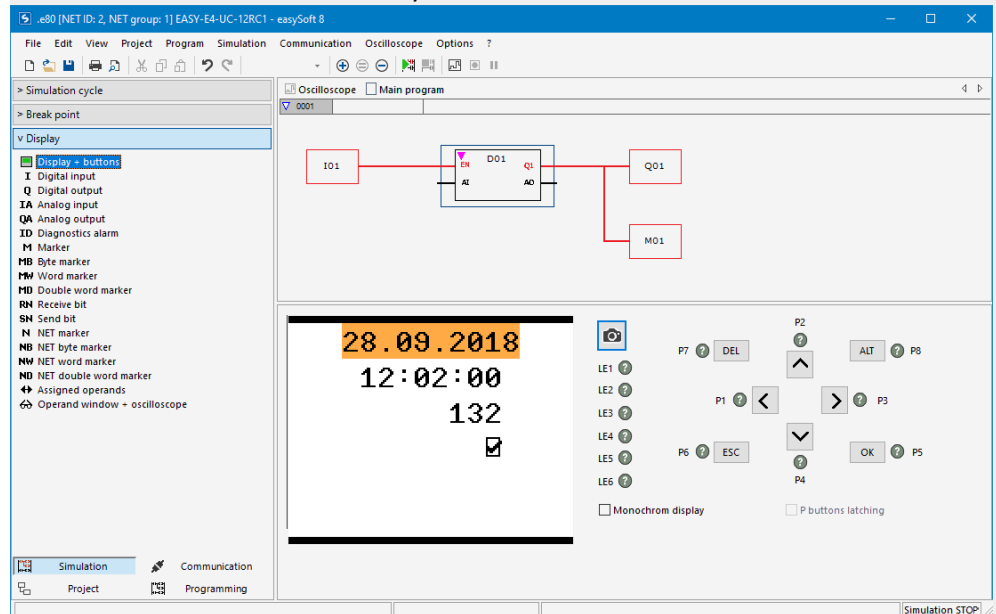 .e80 [NET ID: 2, NET group: 1] EASY-E4-UC-12RC1 - easySoft 8
File Edit View Project Program Simulation Communication Oscilloscope Options ?
> Simulation cycle
> Break point
v Display
Display + buttons
I Digital input
Q Digital output
IA Analog input
QA Analog output
ID Diagnostics alarm
M Marker
MB Byte marker
MW Word marker
MD Double word marker
RN Receive bit
SN Send bit
N NET marker
NB NET byte marker
NW NET word marker
ND NET double word marker
Assigned operands
Operand window + oscilloscope
Simulation Communication
Project Programming
Oscilloscope Main program
0001
I01
D01
EN Q1
AI AO
Q01
M01
28.09.2018
12:02:00
132
P2
P7 ? DEL ? ALT ? P8
LE1 ?
LE2 ?
P1 ? < > ? P3
LE3 ?
LE4 ?
P6 ? ESC OK ? P5
LE5 ?
?
LE6 ?
P4
Monochrom display P buttons latching
Simulation STOP